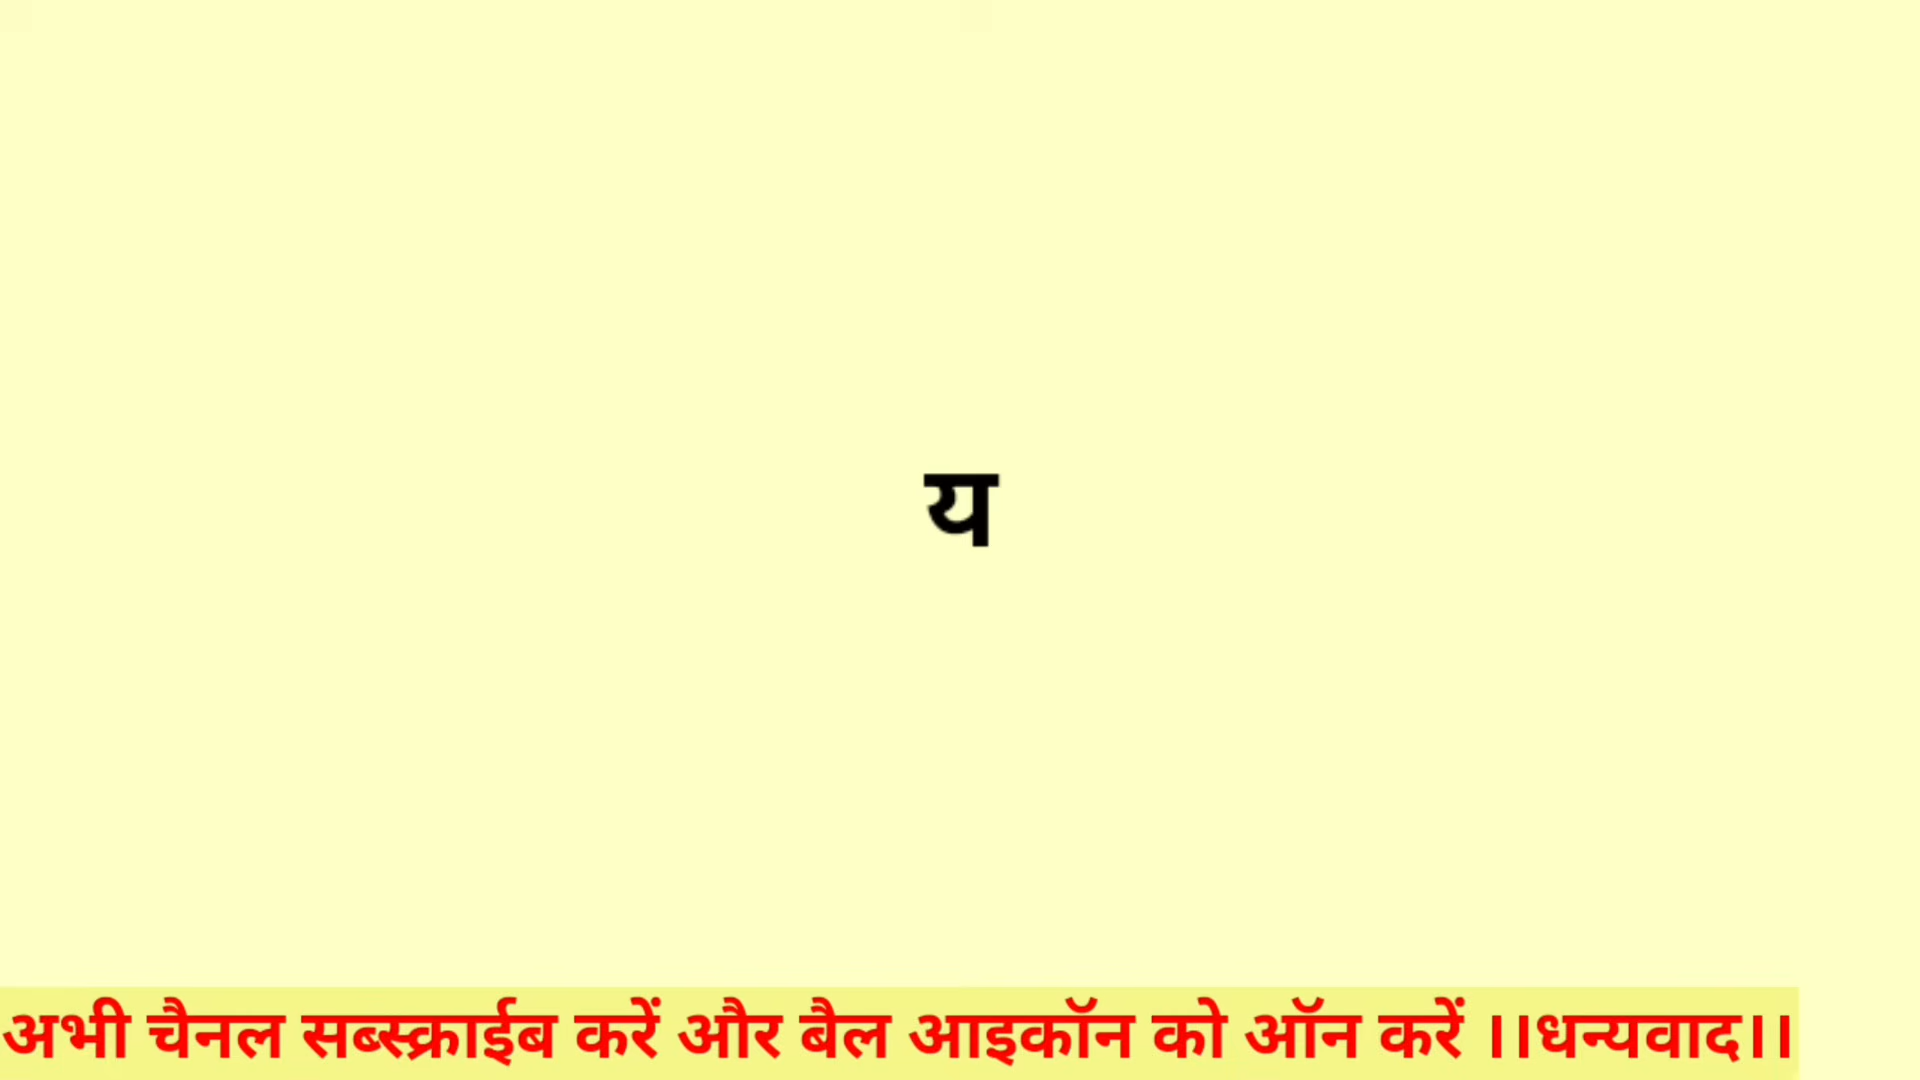 य
अभी चैनल सब्स्क्राईब करें और बैल आइकॉन को ऑन करें ।।धन्यवाद।।